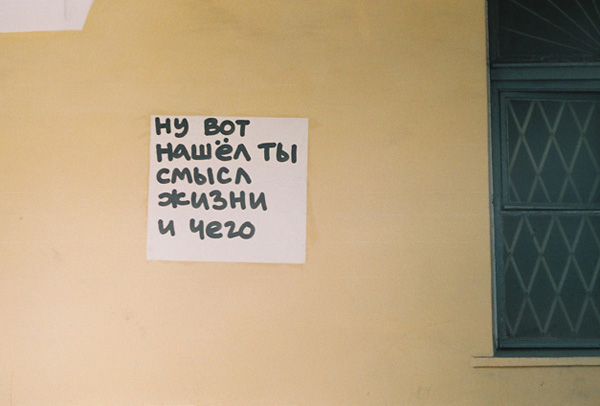 ну вот
нашёл ты
смысл
жизни
и чего